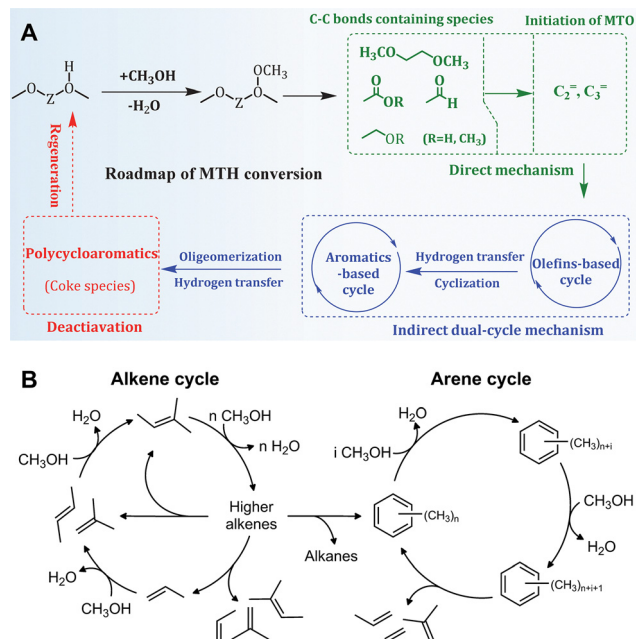 A
C-C bonds containing species
Initiation of MTO
H
O
O
Z
+CH₃OH
-H₂O
OCH₃
O
O
Z
H₃CO
OCH₃
O
OR
O
H
OR
(R=H, CH₃)
C₂⁼, C₃⁼
Direct mechanism
Regeneration
Roadmap of MTH conversion
Polycycloaromatics
(Coke species)
Deactiavation
Oligeomerization
Hydrogen transfer
Aromatics
-based
cycle
Hydrogen transfer
Cyclization
Olefins-based
cycle
Indirect dual-cycle mechanism
B
Alkene cycle
Arene cycle
H₂O
CH₃OH
n CH₃OH
n H₂O
Higher
alkenes
Alkanes
H₂O
CH₃OH
H₂O
i CH₃OH
(CH₃)n+i
CH₃OH
H₂O
(CH₃)n
(CH₃)n+i+1